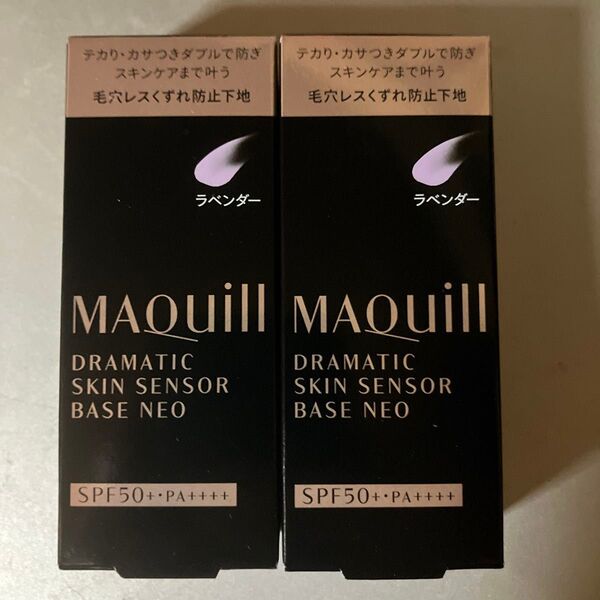 テカり・カサつきダブルで防ぎ
スキンケアまで叶う
毛穴レスくずれ防止下地
ラベンダー
MAQuill
DRAMATIC
SKIN SENSOR
BASE NEO
SPF50+・PA++++
テカり・カサつきダブルで防ぎ
スキンケアまで叶う
毛穴レスくずれ防止下地
ラベンダー
MAQuill
DRAMATIC
SKIN SENSOR
BASE NEO
SPF50+・PA++++